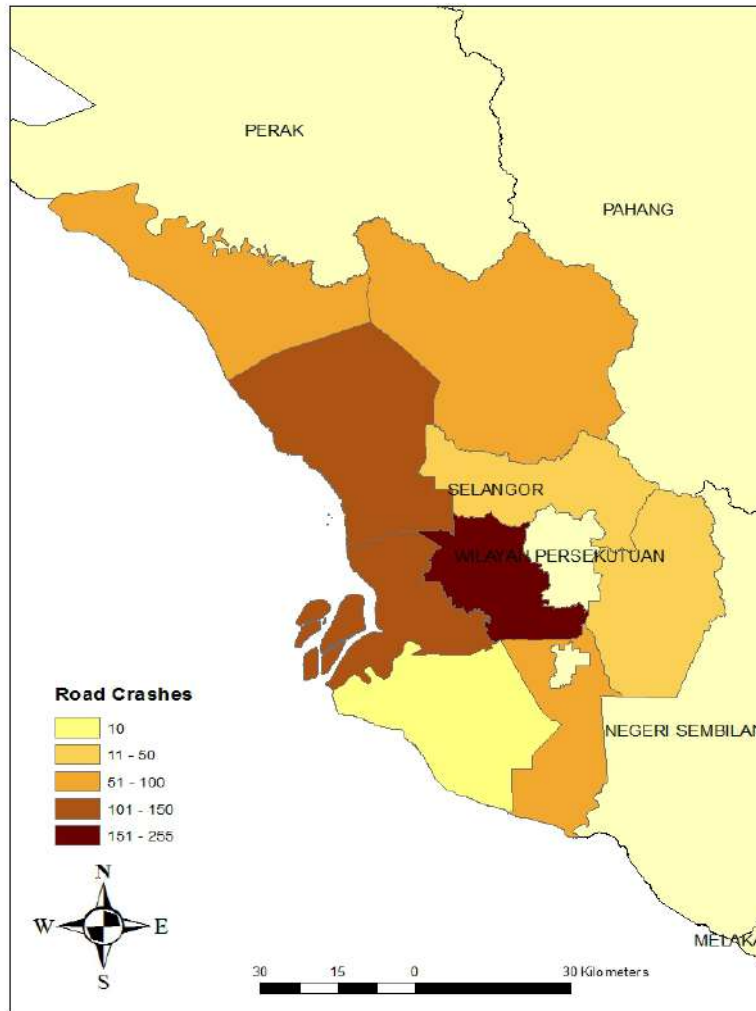 PERAK
PAHANG
SELANGOR
WILAYAH PERSEKUTUAN
Road Crashes
10
11 - 50
51 - 100
101 - 150
151 - 255
NEGERI SEMBILAN
MELAKA
N
W E
S
30 15 0 30 Kilometers